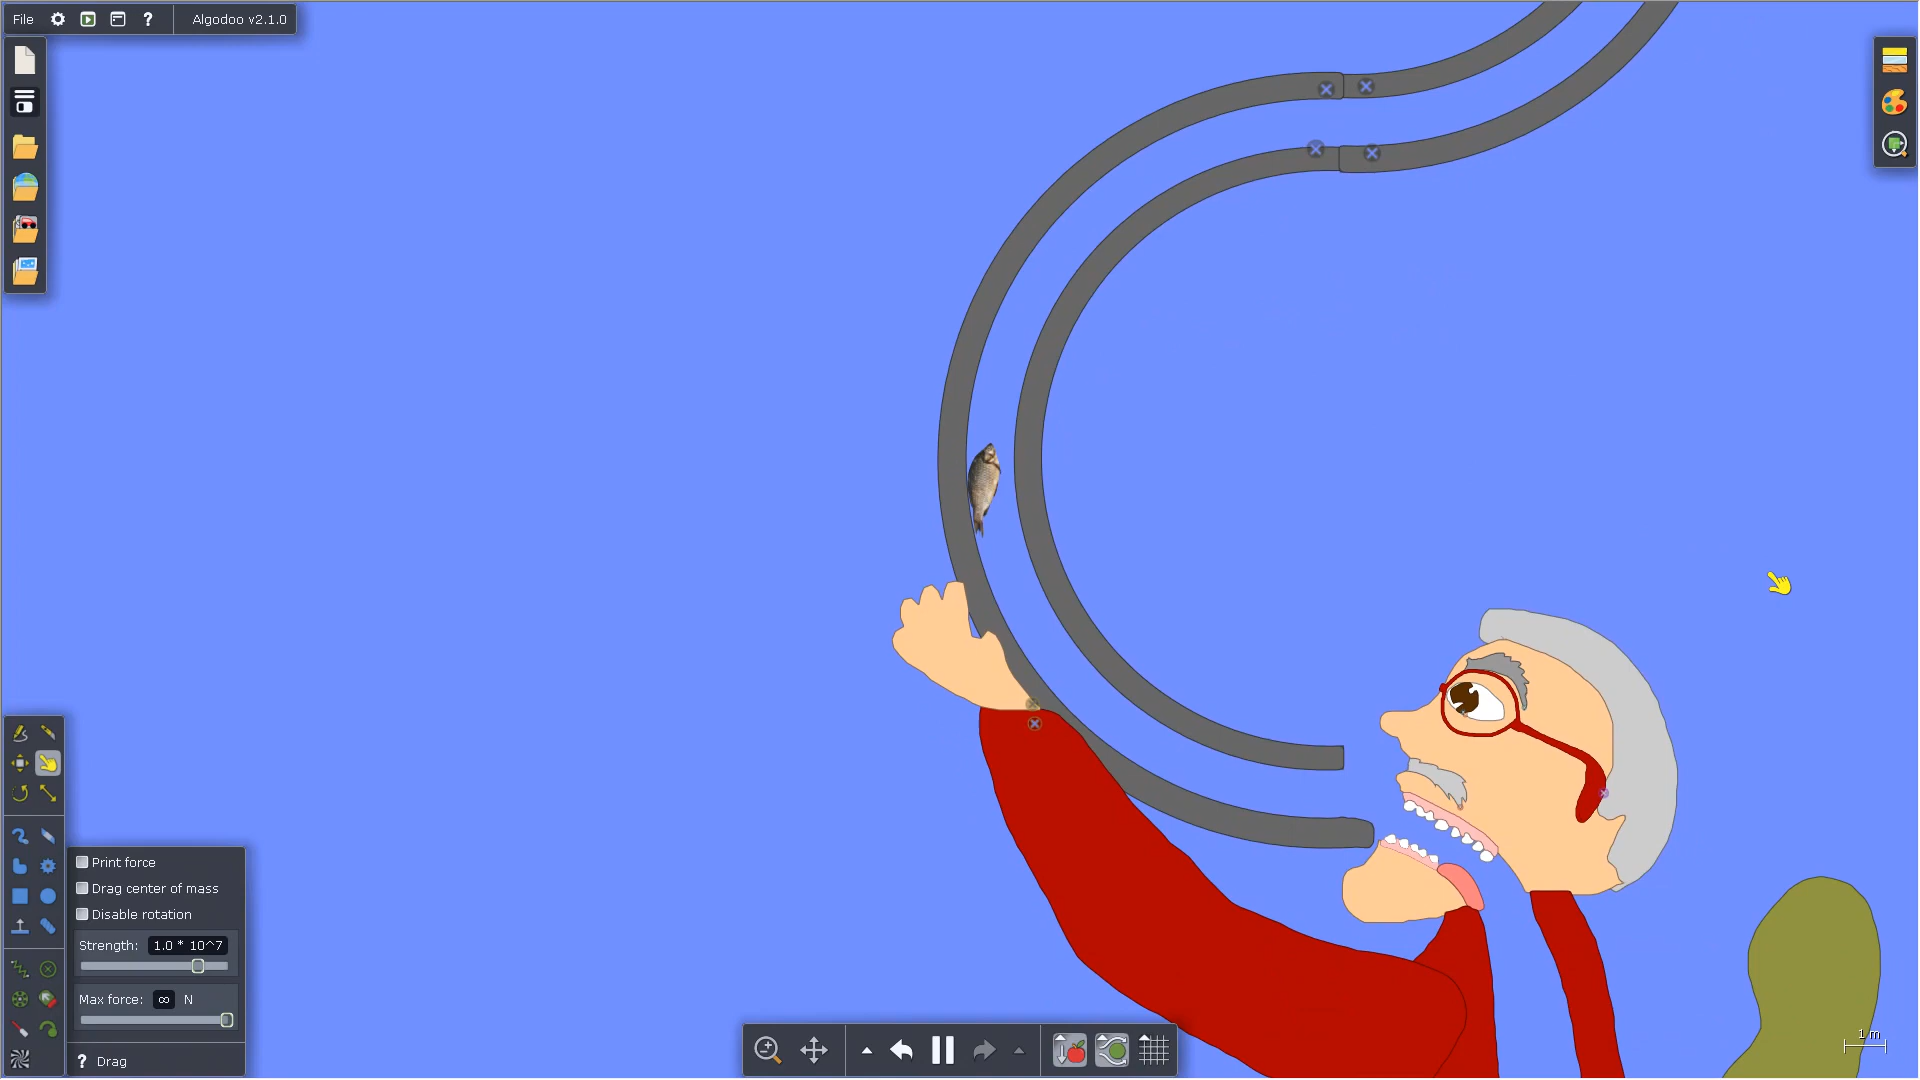 File ? Algodoo v2.1.0
Print force
Drag center of mass
Disable rotation
Strength: 1.0 * 10^7
Max force: ∞ N
? Drag
1 m